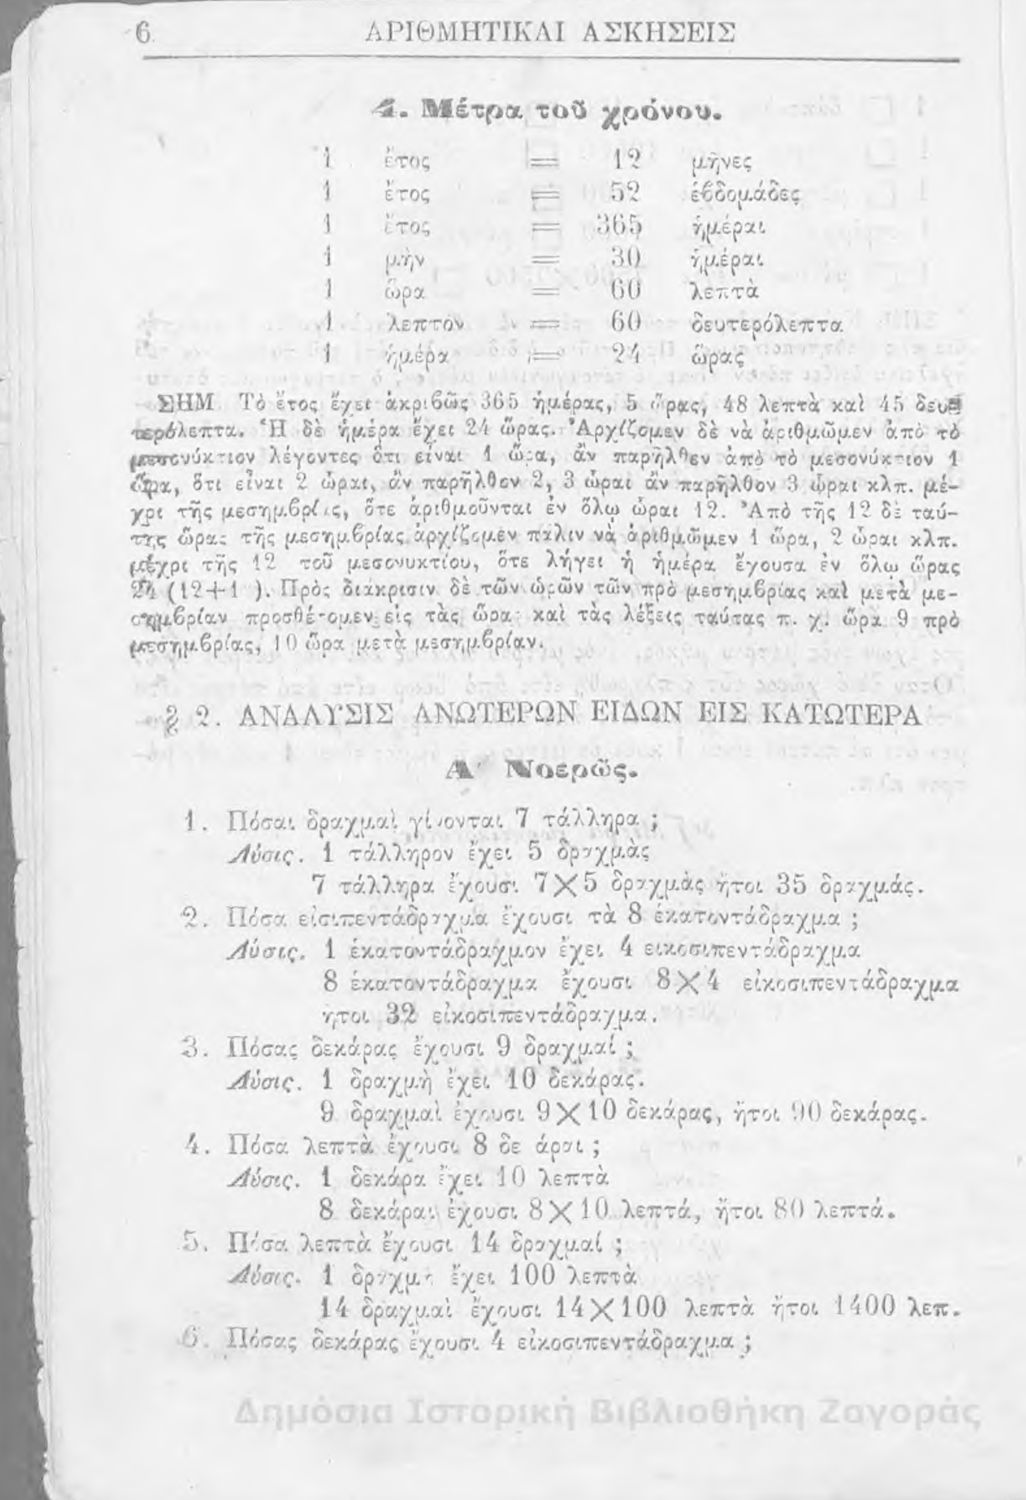 6 ΑΡΙΘΜΗΤΙΚΑΙ ΑΣΚΗΣΕΙΣ
4. Μέτρα τοῦ χρόνου.
1 ἔτος = 12 μῆνες
1 ἔτος = 52 ἑβδομάδες
1 ἔτος = 365 ἡμέραι
1 μὴν = 30 ἡμέραι
1 ὥρα = 60 λεπτὰ
1 λεπτὸν = 60 δευτερόλεπτα
1 ἡμέρα = 24 ὥρας
ΣΗΜ Τὸ ἔτος ἔχει ἀκριβῶς 365 ἡμέρας, 5 ὥρας, 48 λεπτὰ καὶ 45 δευ
τερόλεπτα. Ἡ δὲ ἡμέρα ἔχει 24 ὥρας. Ἀρχίζομεν δὲ νὰ ἀριθμῶμεν ἀπὸ τὸ
μεσονύκτιον λέγοντες ὅτι εἶναι 1 ὥρα, ἂν παρῆλθεν ἀπὸ τὸ μεσονύκτιον 1
ὥρα, ὅτι εἶναι 2 ὧραι, ἂν παρῆλθον 2, 3 ὧραι ἂν παρῆλθον 3 ὧραι κλπ. μέ-
χρι τῆς μεσημβρίας, ὅτε ἀριθμοῦνται ἐν ὅλῳ ὧραι 12. Ἀπὸ τῆς 12 δὲ ταύ-
της ὥρας τῆς μεσημβρίας ἀρχίζομεν πάλιν νὰ ἀριθμῶμεν 1 ὥρα, 2 ὧραι κλπ.
μέχρι τῆς 12 τοῦ μεσονυκτίου, ὅτε λήγει ἡ ἡμέρα ἔχουσα ἐν ὅλῳ ὥρας
24 (12+1 ). Πρὸς διάκρισιν δὲ τῶν ὡρῶν τῶν πρὸ μεσημβρίας καὶ μετὰ με-
σημβρίαν προσθέτομεν εἰς τὰς ὥρας καὶ τὰς λέξεις ταύτας π. χ. ὥρα 9 πρὸ
μεσημβρίας, 10 ὥρα μετὰ μεσημβρίαν.
§ 2. ΑΝΑΛΥΣΙΣ ΑΝΩΤΕΡΩΝ ΕΙΔΩΝ ΕΙΣ ΚΑΤΩΤΕΡΑ
Α' Νοερῶς.
1. Πόσαι δραχμαὶ γίνονται 7 τάλληρα ;
Λύσις. 1 τάλληρον ἔχει 5 δραχμὰς
7 τάλληρα ἔχουσι 7Χ5 δραχμὰς ἤτοι 35 δραχμάς.
2. Πόσα εἰσιπεντάδραχμα ἔχουσι τὰ 8 ἑκατοντάδραχμα ;
Λύσις. 1 ἑκατοντάδραχμον ἔχει 4 εικοσιπεντάδραχμα
8 ἑκατοντάδραχμα ἔχουσι 8Χ4 εἰκοσιπεντάδραχμα
ἤτοι 32 εἰκοσιπεντάδραχμα.
3. Πόσας δεκάρας ἔχουσι 9 δραχμαί ;
Λύσις. 1 δραχμὴ ἔχει 10 δεκάρας.
9 δραχμαὶ ἔχουσι 9Χ10 δεκάρας, ἤτοι 90 δεκάρας.
4. Πόσα λεπτὰ ἔχουσι 8 δε άραι ;
Λύσις. 1 δεκάρα ἔχει 10 λεπτὰ
8 δεκάραι ἔχουσι 8Χ10 λεπτά, ἤτοι 80 λεπτά.
5. Πόσα λεπτὰ ἔχουσι 14 δραχμαί ;
Λύσις. 1 δραχμὴ ἔχει 100 λεπτὰ
14 δραχμαὶ ἔχουσι 14Χ100 λεπτὰ ἤτοι 1400 λεπ.
6. Πόσας δεκάρας ἔχουσι 4 εἰκοσιπεντάδραχμα ;
Δημόσια Ιστορική Βιβλιοθήκη Ζαγοράς